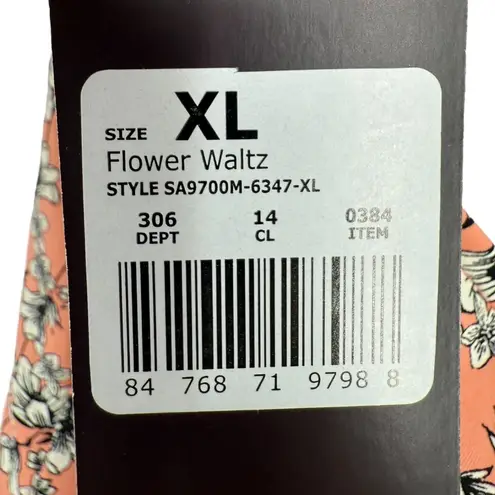 SIZE XL
Flower Waltz
STYLE SA9700M-6347-XL
306 14 0384
DEPT CL ITEM
84 768 71 9798 8